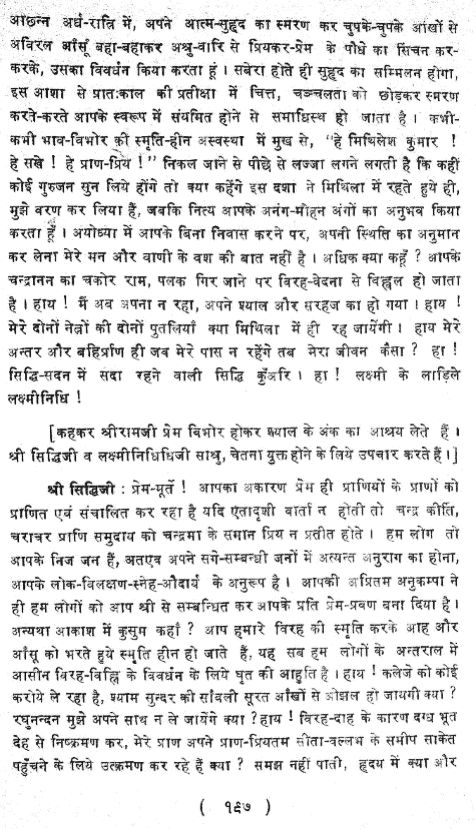 आछन्न अर्ध-रात्रि में, अपने आत्म-सुहृद का स्मरण कर चुपके-चुपके आंखों से
अविरल आँसू बहा-बहाकर अश्रु-वारि से प्रियकर-प्रेम के पौधे का सिंचन कर-
करके, उसका विवर्धन किया करता हूं । सबेरा होते ही सुहृद का सम्मिलन होगा,
इस आशा से प्रातःकाल की प्रतीक्षा में चित्त, चञ्चलता को छोड़कर स्मरण
करते-करते आपके स्वरूप में संयमित होने से समाधिस्थ हो जाता है । कभी-
कभी भाव-विभोर की स्मृति-हीन अस्वस्था में मुख से, "हे मिथिलेश कुमार !
हे सखे ! हे प्राण-प्रिय !" निकल जाने से पीछे से लज्जा लगने लगती है कि कहीं
कोई गुरुजन सुन लिये होंगे तो क्या कहेंगे इस दशा ने मिथिला में रहते हुये ही,
मुझे वरण कर लिया हैं, जबकि नित्य आपके अनंग-मोहन अंगों का अनुभव किया
करता हूँ । अयोध्या में आपके बिना निवास करने पर, अपनी स्थिति का अनुमान
कर लेना मेरे मन और वाणी के वश की बात नहीं है । अधिक क्या कहूँ ? आपके
चन्द्रानन का चकोर राम, पलक गिर जाने पर विरह-वेदना से विह्वल हो जाता
है । हाय ! मैं अब अपना न रहा, अपने श्याल और सरहज का हो गया । हाय !
मेरे दोनों नेत्रों की दोनों पुतलियाँ क्या मिथिला में ही रह जायेंगी । हाय मेरे
अन्तर और बहिर्प्राण ही जब मेरे पास न रहेंगे तब मेरा जीवन कैसा ? हा !
सिद्धि-सदन में सदा रहने वाली सिद्धि कुँअरि । हा ! लक्ष्मी के लाड़िले
लक्ष्मीनिधि !
[कहकर श्रीरामजी प्रेम विभोर होकर श्याल के अंक का आश्रय लेते हैं ।
श्री सिद्धिजी व लक्ष्मीनिधिधिजी साश्रु, चेतमा युक्त होने के लिये उपचार करते हैं ।]
श्री सिद्धिजी : प्रेम-मूर्ते ! आपका अकारण प्रेम ही प्राणियों के प्राणों को
प्राणित एवं संचालित कर रहा है यदि एतादृशी वार्ता न होती तो चन्द्र कीर्ति,
चराचर प्राणि समुदाय को चन्द्रमा के समान प्रिय न प्रतीत होते । हम लोग तो
आपके निज जन हैं, अतएव अपने सगे-सम्बन्धी जनों में अत्यन्त अनुराग का होना,
आपके लोक-विलक्षण-स्नेह-औदार्य के अनुरूप है । आपकी अप्रितम अनुकम्पा ने
ही हम लोगों को आप श्री से सम्बन्धित कर आपके प्रति प्रेम-प्रवण बना दिया है ।
अन्यथा आकाश में कुसुम कहाँ ? आप हमारे विरह की स्मृति करके आह और
आँसू को भरते हुये स्मृति हीन हो जाते हैं, यह सब हम लोगों के अन्तराल में
आसीन विरह-विह्नि के विवर्धन के लिये घृत की आहुति है । हाय ! कलेजे को कोई
करोये ले रहा है, श्याम सुन्दर की सांवली सूरत आँखों से ओझल हो जायगी क्या ?
रघुनन्दन मुझे अपने साथ न ले जायेंगे क्या ? हाय ! विरह-दाह के कारण दग्ध भूत
देह से निष्क्रमण कर, मेरे प्राण अपने प्राण-प्रियतम सीता-वल्लभ के समीप साकेत
पहुँचने के लिये उत्क्रमण कर रहे हैं क्या ? समझ नहीं पाती, हृदय में क्या और
( १६७ )